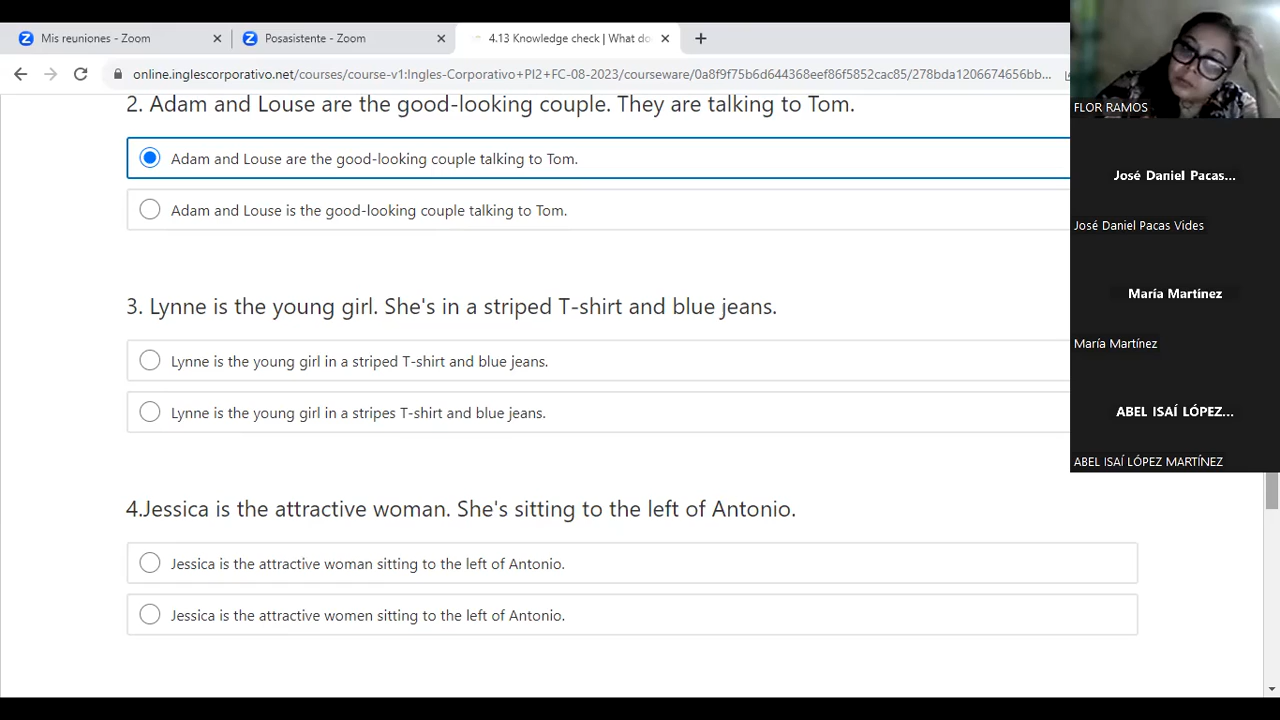 Mis reuniones - Zoom
Posasistente - Zoom
4.13 Knowledge check | What do
online.inglescorporativo.net/courses/course-v1:Ingles-Corporativo+PI2+FC-08-2023/courseware/0a8f9f75b6d644368eef86f5852cac85/278bda1206674656bb...
2. Adam and Louse are the good-looking couple. They are talking to Tom.
Adam and Louse are the good-looking couple talking to Tom.
Adam and Louse is the good-looking couple talking to Tom.
3. Lynne is the young girl. She's in a striped T-shirt and blue jeans.
Lynne is the young girl in a striped T-shirt and blue jeans.
Lynne is the young girl in a stripes T-shirt and blue jeans.
4.Jessica is the attractive woman. She's sitting to the left of Antonio.
Jessica is the attractive woman sitting to the left of Antonio.
Jessica is the attractive women sitting to the left of Antonio.
FLOR RAMOS
José Daniel Pacas...
José Daniel Pacas Vides
María Martínez
María Martínez
ABEL ISAÍ LÓPEZ...
ABEL ISAÍ LÓPEZ MARTÍNEZ